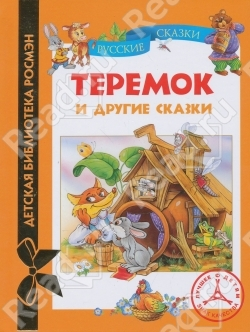 РУССКИЕ СКАЗКИ
ТЕРЕМОК
И ДРУГИЕ СКАЗКИ
ДЕТСКАЯ БИБЛИОТЕКА РОСМЭН